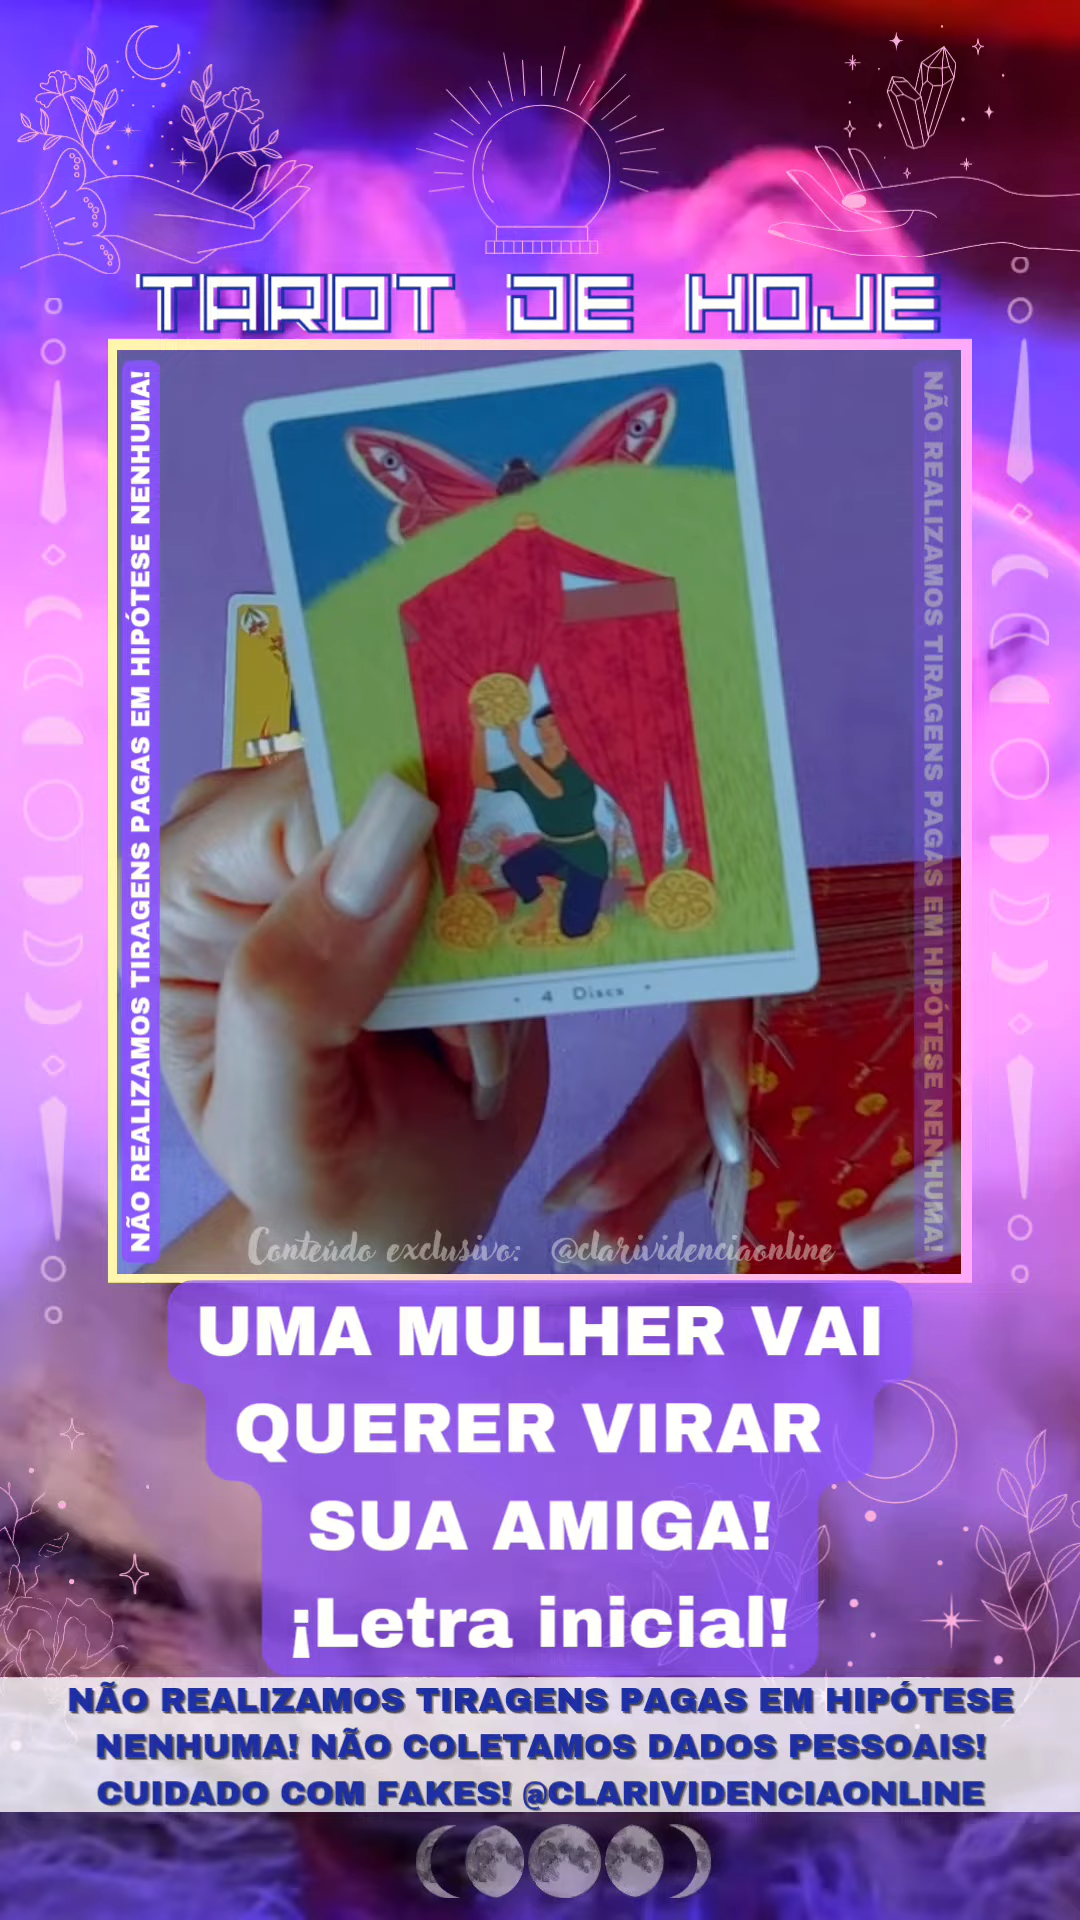 TAROT DE HOJE
NÃO REALIZAMOS TIRAGENS PAGAS EM HIPÓTESE NENHUMA!
NÃO REALIZAMOS TIRAGENS PAGAS EM HIPÓTESE NENHUMA!
• 4 Discs •
Conteúdo exclusivo: @clarividenciaonline
UMA MULHER VAI
QUERER VIRAR
SUA AMIGA!
¡Letra inicial!
NÃO REALIZAMOS TIRAGENS PAGAS EM HIPÓTESE
NENHUMA! NÃO COLETAMOS DADOS PESSOAIS!
CUIDADO COM FAKES! @CLARIVIDENCIAONLINE